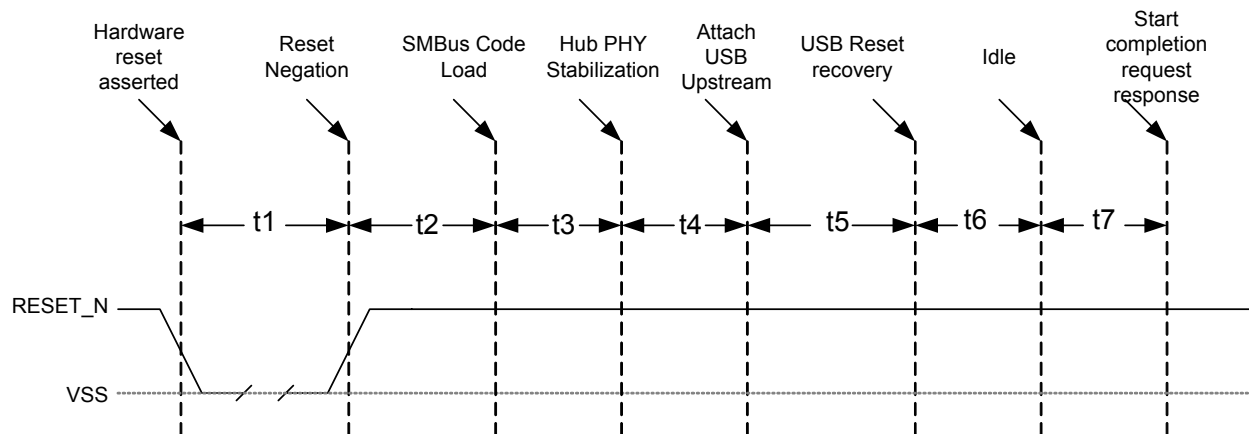 Hardware
reset
asserted
Reset
Negation
SMBus Code
Load
Hub PHY
Stabilization
Attach
USB
Upstream
USB Reset
recovery
Idle
Start
completion
request
response
t1
t2
t3
t4
t5
t6
t7
RESET_N
VSS